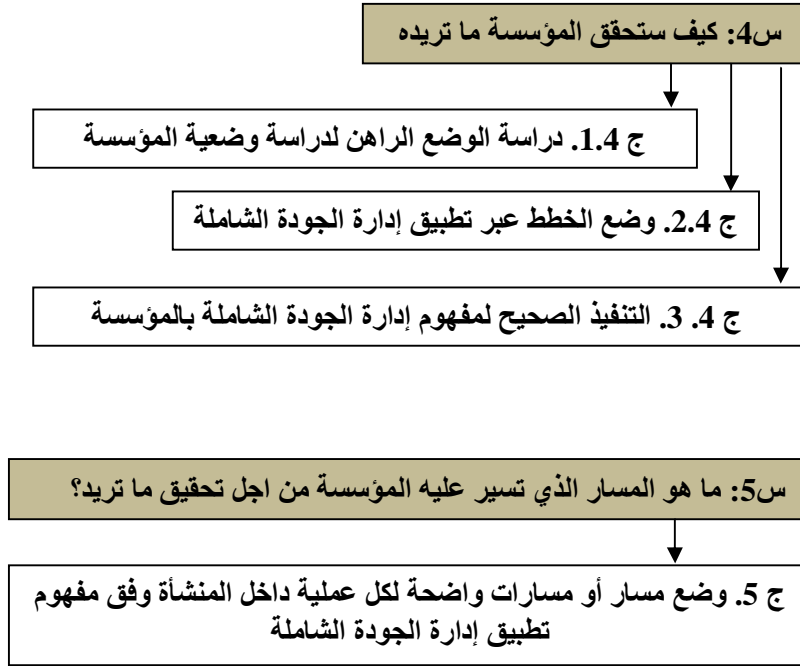 س4: كيف ستحقق المؤسسة ما تريده
ج 1.4. دراسة الوضع الراهن لدراسة وضعية المؤسسة
ج 2.4. وضع الخطط عبر تطبيق إدارة الجودة الشاملة
ج 4. 3. التنفيذ الصحيح لمفهوم إدارة الجودة الشاملة بالمؤسسة
س5: ما هو المسار الذي تسير عليه المؤسسة من اجل تحقيق ما تريد؟
ج 5. وضع مسار أو مسارات واضحة لكل عملية داخل المنشأة وفق مفهوم
تطبيق إدارة الجودة الشاملة